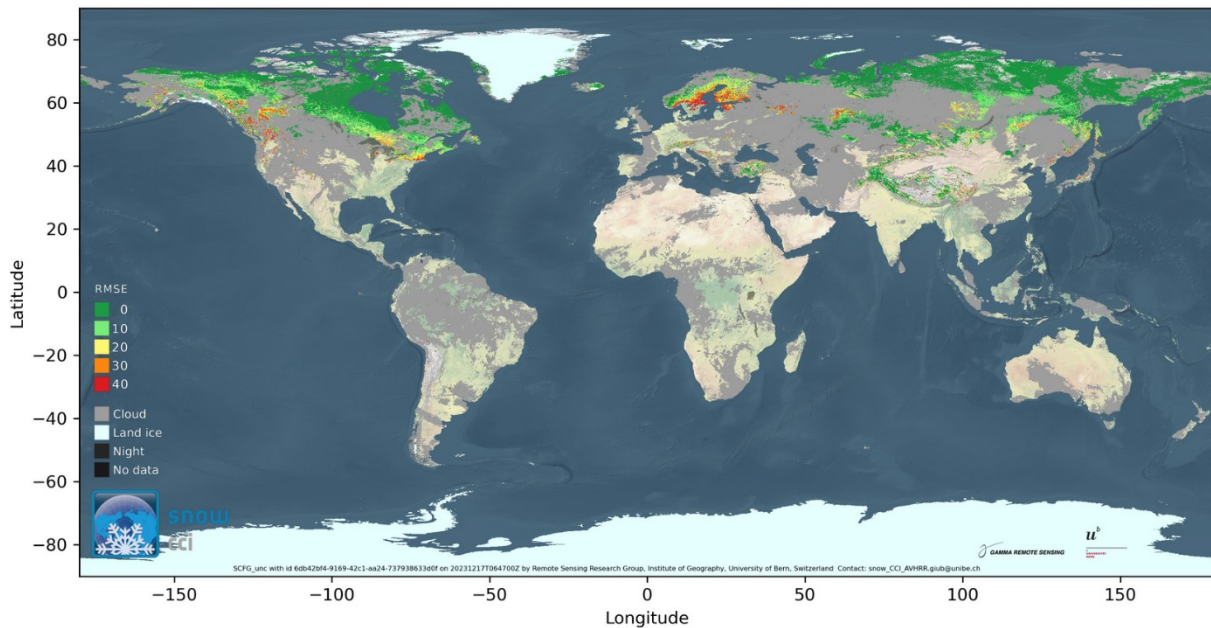 80
60
40
20
0
−20
−40
−60
−80
Latitude
RMSE
0
10
20
30
40
Cloud
Land ice
Night
No data
snow
cci
GAMMA REMOTE SENSING
u^b
SCFG_unc with id 6db42bf4-9169-42c1-aa24-737938633d0f on 20231217T064700Z by Remote Sensing Research Group, Institute of Geography, University of Bern, Switzerland Contact: snow_CCI_AVHRR.giub@unibe.ch
−150
−100
−50
0
50
100
150
Longitude